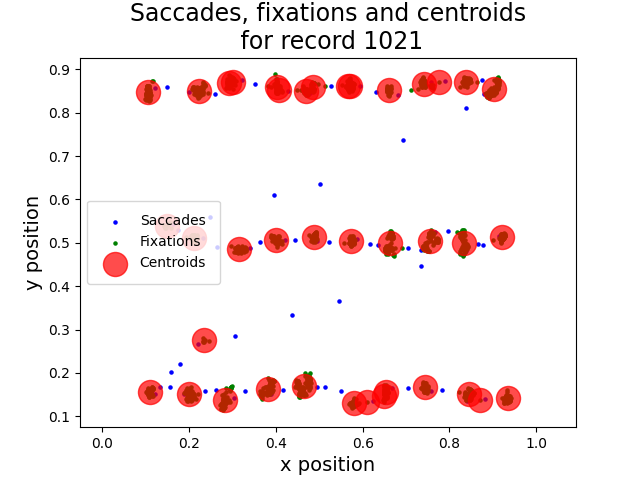 Saccades, fixations and centroids
for record 1021
y position
0.9
0.8
0.7
0.6
0.5
0.4
0.3
0.2
0.1
Saccades
Fixations
Centroids
0.0 0.2 0.4 0.6 0.8 1.0
x position